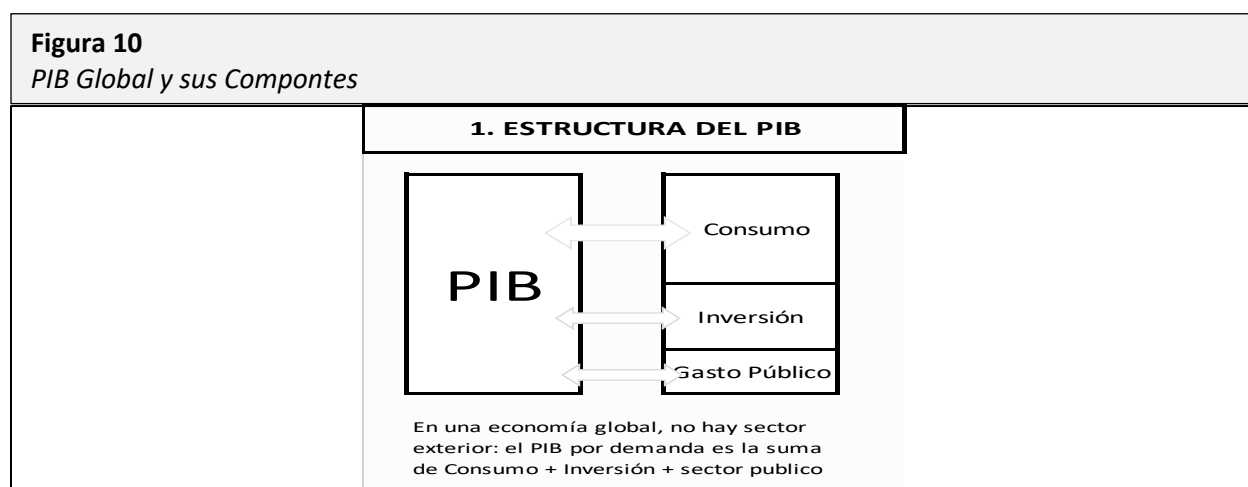 Figura 10
PIB Global y sus Compontes
1. ESTRUCTURA DEL PIB
PIB
Consumo
Inversión
Gasto Público
En una economía global, no hay sector
exterior: el PIB por demanda es la suma
de Consumo + Inversión + sector publico